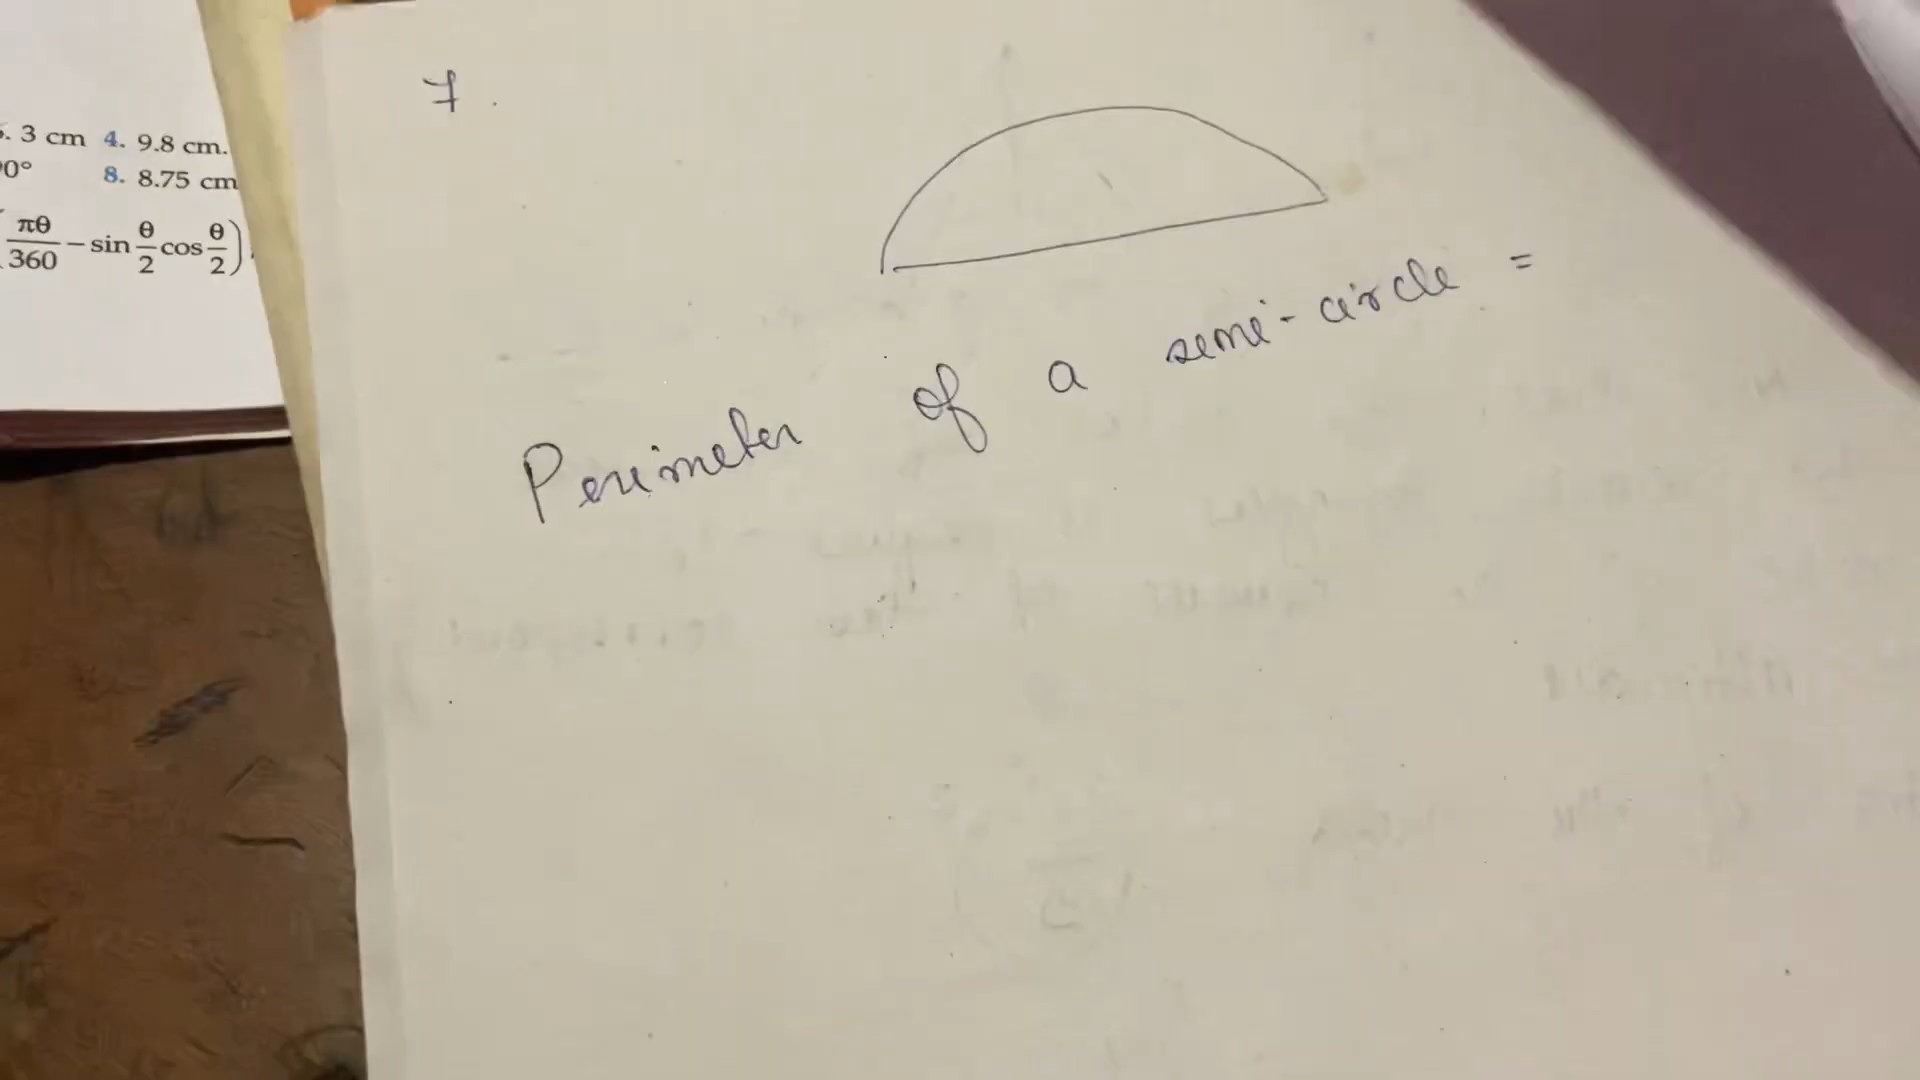 3 cm 4. 9.8 cm.
0° 8. 8.75 cm
πθ/360 − sin θ/2 cos θ/2)
7.
Perimeter of a semi-circle =